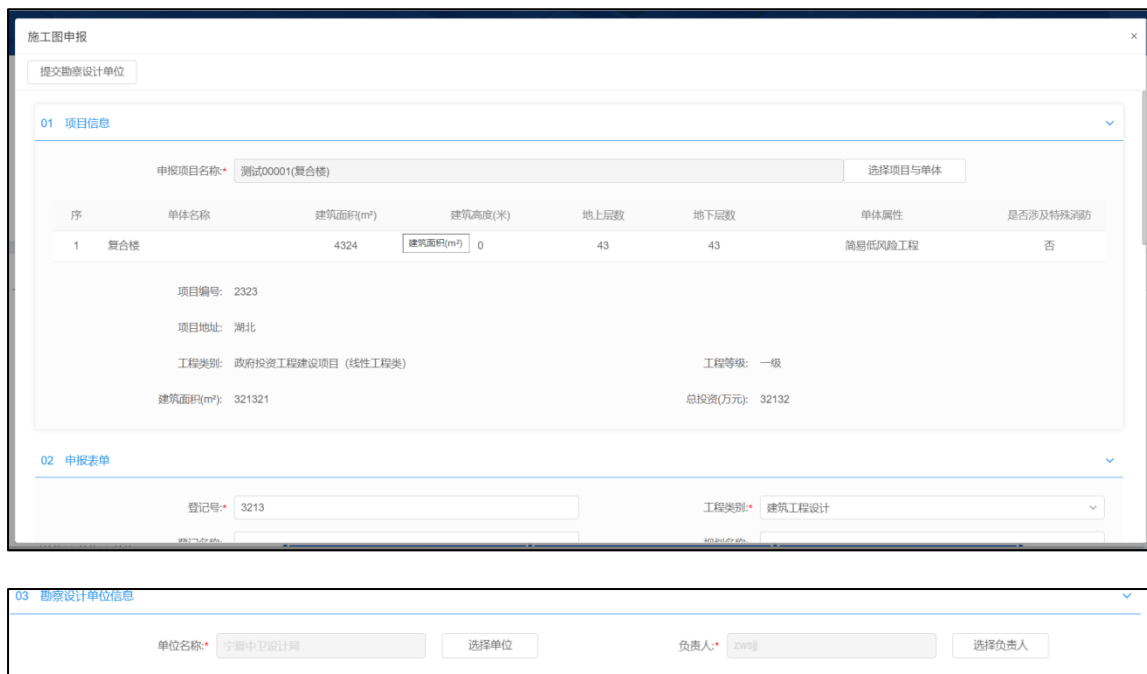 施工图申报 ×
提交勘察设计单位
01 项目信息
申报项目名称:* 测试00001(复合楼) 选择项目与单体
序 单体名称 建筑面积(m²) 建筑高度(米) 地上层数 地下层数 单体属性 是否涉及特殊消防
1 复合楼 4324 建筑面积(m²) 0 43 43 简易低风险工程 否
项目编号: 2323
项目地址: 湖北
工程类别: 政府投资工程建设项目（线性工程类） 工程等级: 一级
建筑面积(m²): 321321 总投资(万元): 32132
02 申报表单
登记号:* 3213 工程类别:* 建筑工程设计
03 勘察设计单位信息
单位名称:* 宁夏中卫设计局 选择单位 负责人:* zwsjj 选择负责人